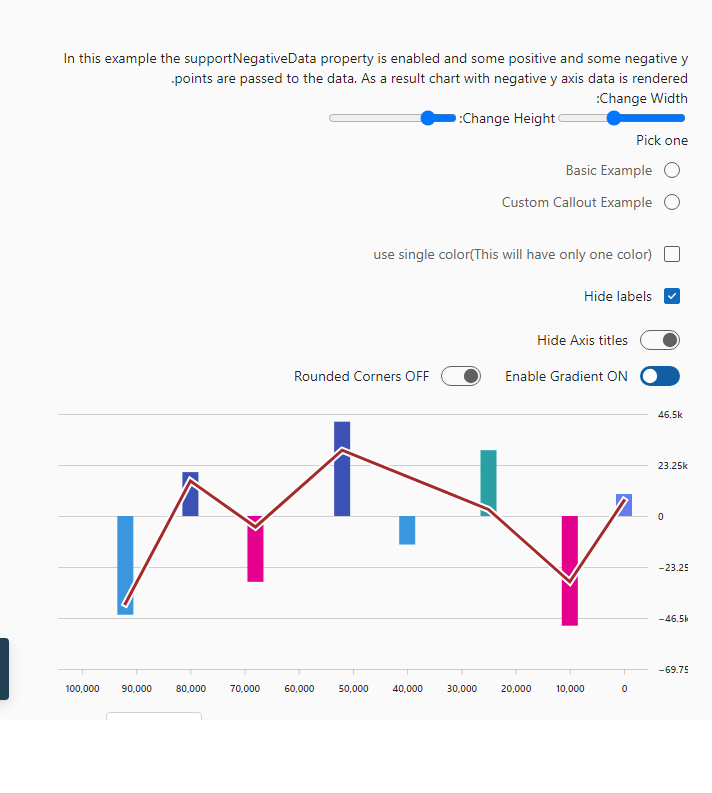 In this example the supportNegativeData property is enabled and some positive and some negative y
.points are passed to the data. As a result chart with negative y axis data is rendered
:Change Width
:Change Height
Pick one
Basic Example
Custom Callout Example
use single color(This will have only one color)
Hide labels
Hide Axis titles
Rounded Corners OFF
Enable Gradient ON
46.5k
23.25k
0
−23.25
−46.5k
−69.75
100,000 90,000 80,000 70,000 60,000 50,000 40,000 30,000 20,000 10,000 0